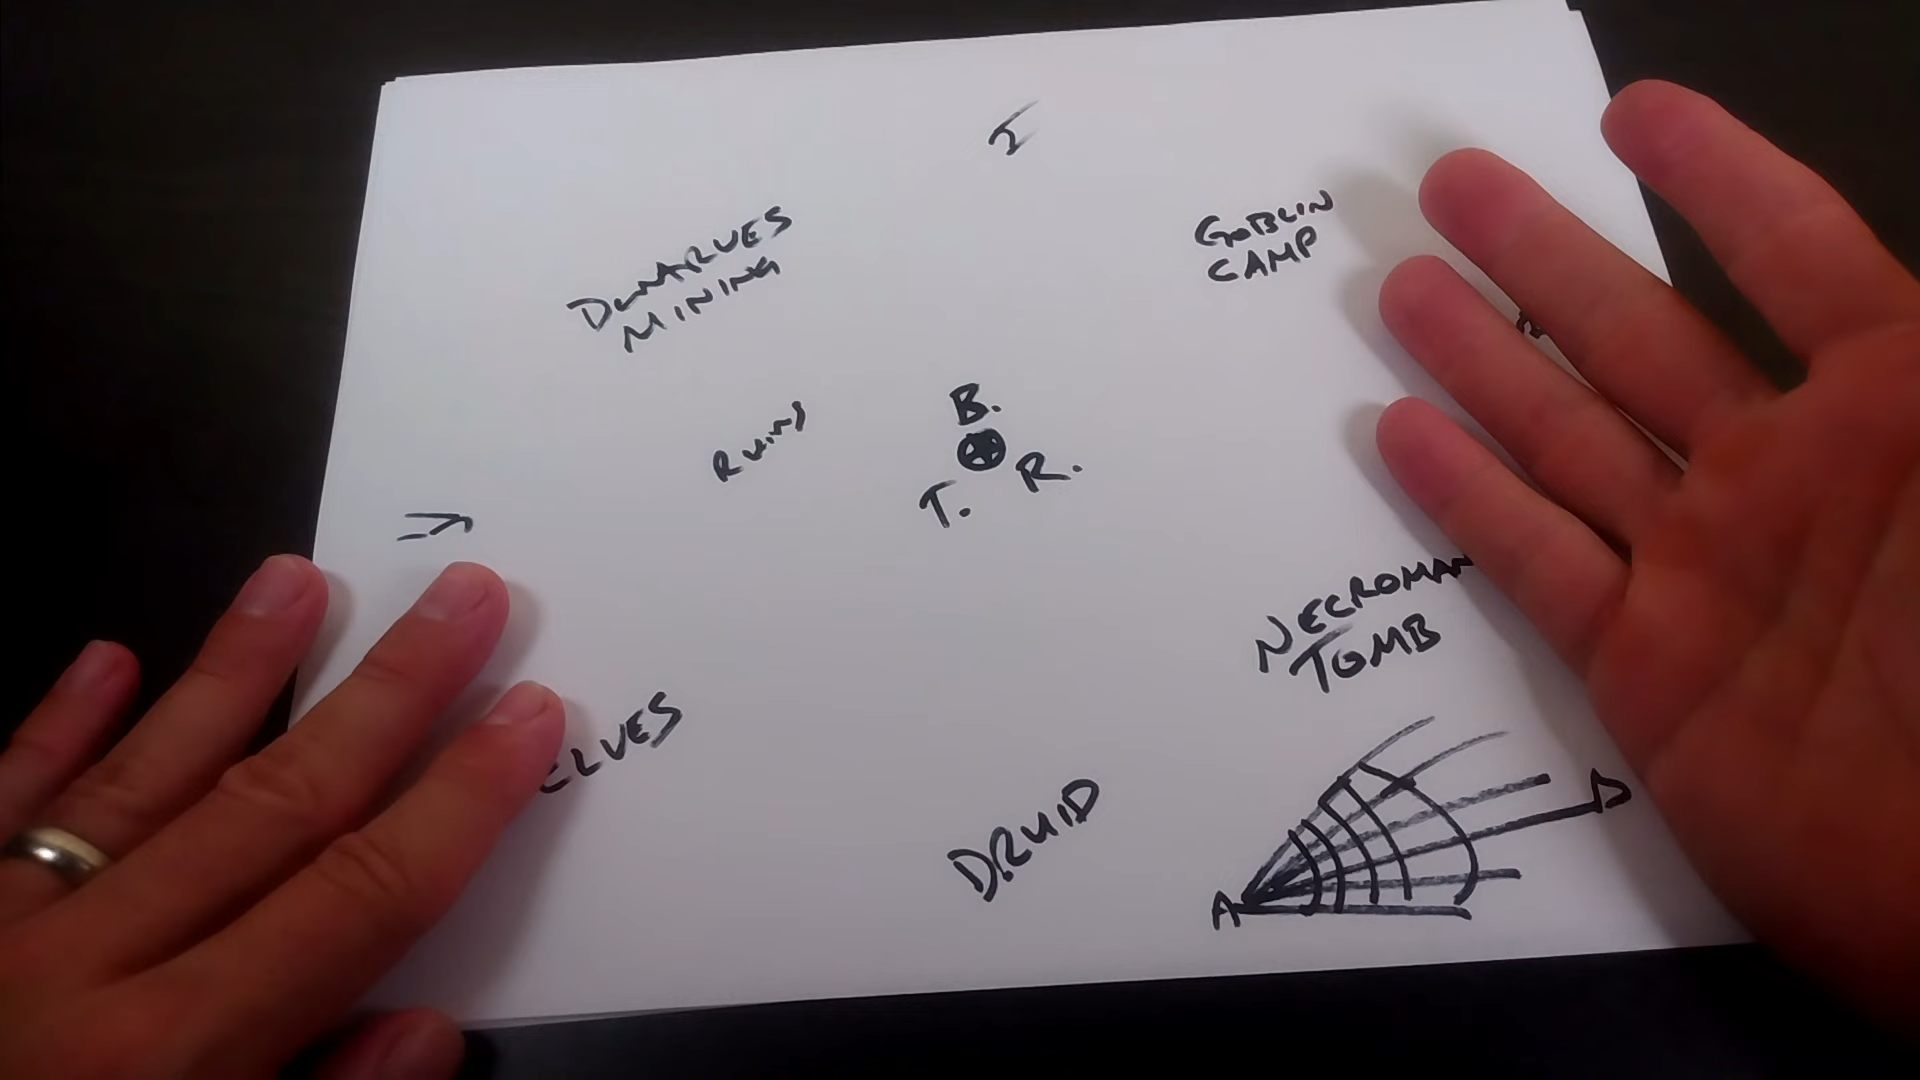 DWARVES
MINING
GOBLIN
CAMP
RUINS
B.
T.
R.
NECROMAN
TOMB
ELVES
DRUID
A